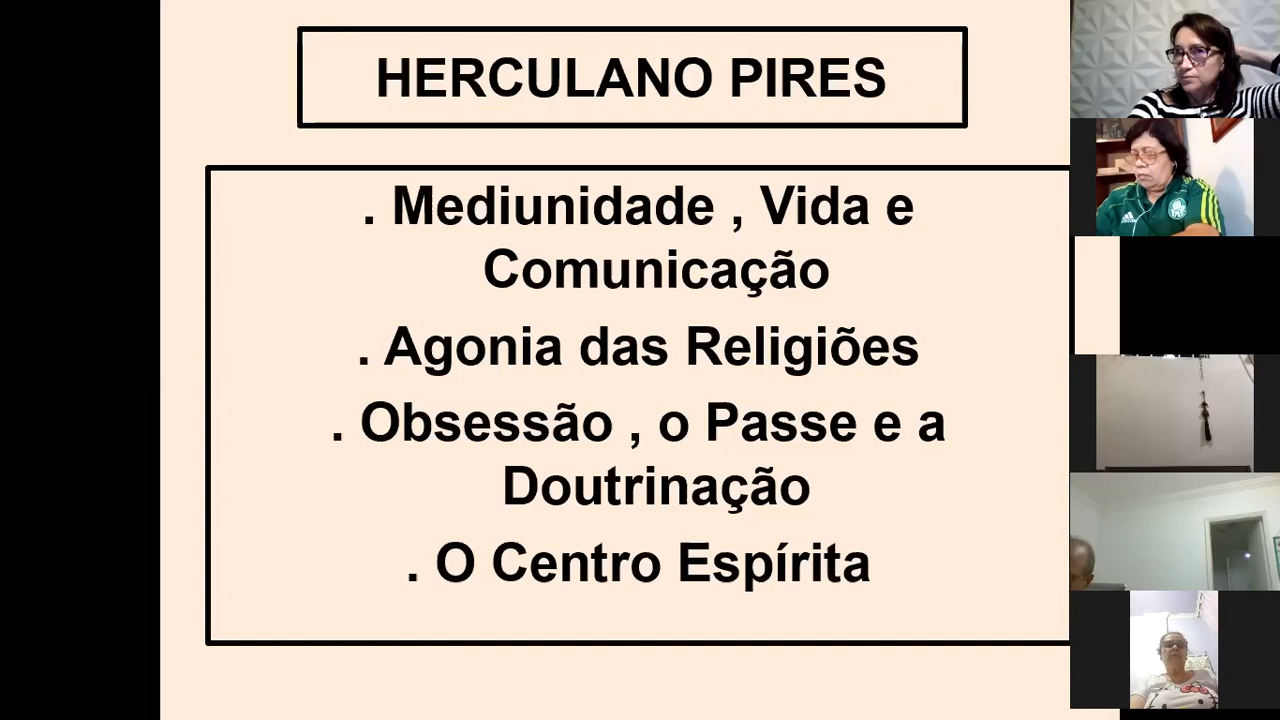 HERCULANO PIRES
. Mediunidade , Vida e
Comunicação
. Agonia das Religiões
. Obsessão , o Passe e a
Doutrinação
. O Centro Espírita